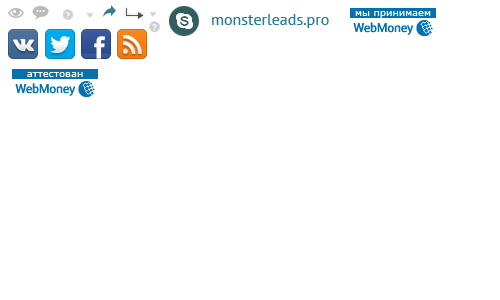 monsterleads.pro
мы принимаем
WebMoney
аттестован
WebMoney